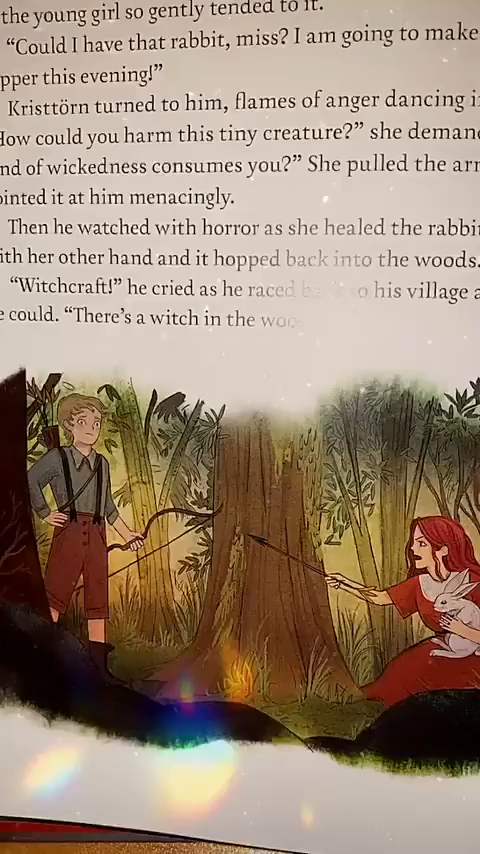 the young girl so gently tended to it.
“Could I have that rabbit, miss? I am going to make
pper this evening!”
Kristtörn turned to him, flames of anger dancing i
How could you harm this tiny creature?” she deman
nd of wickedness consumes you?” She pulled the arr
ointed it at him menacingly.
Then he watched with horror as she healed the rabbi
ith her other hand and it hopped back into the woods.
“Witchcraft!” he cried as he raced to his village a
e could. “There’s a witch in the